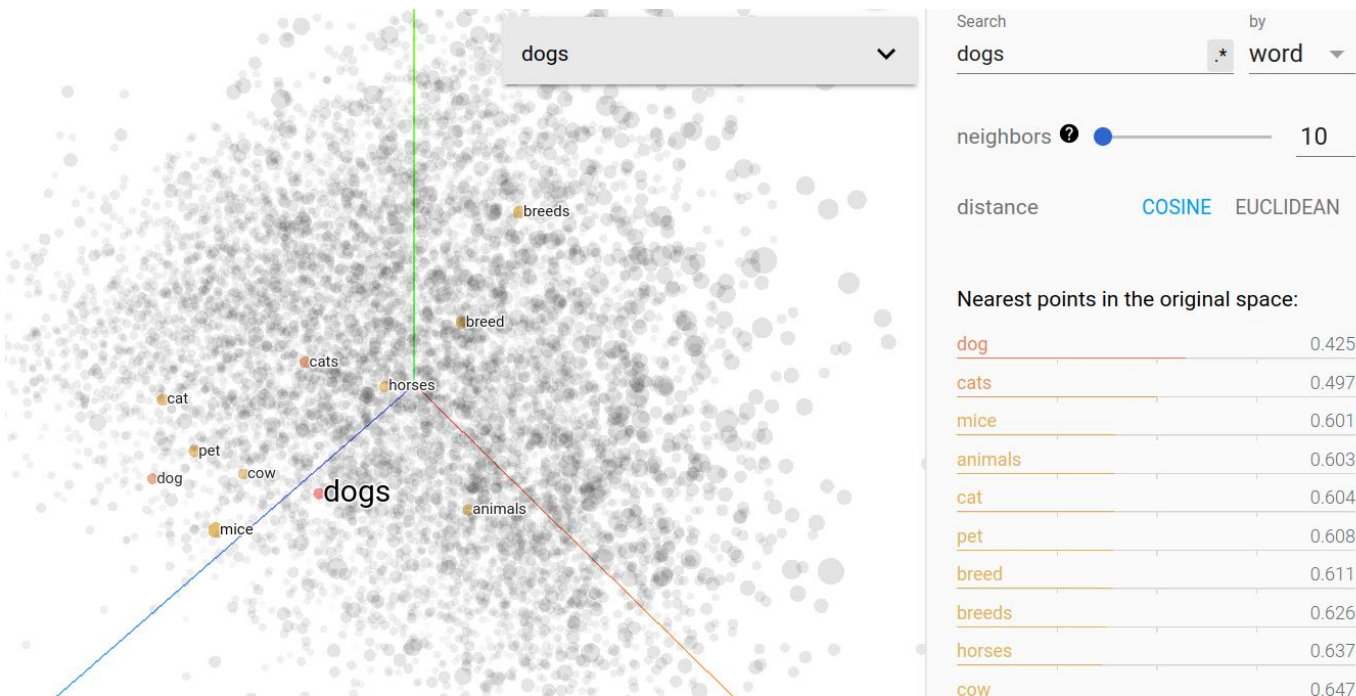 dogs
breeds
breed
cats
horses
cat
pet
dog
cow
dogs
animals
mice
Search
by
dogs .* word
neighbors ? 10
distance COSINE EUCLIDEAN
Nearest points in the original space:
dog 0.425
cats 0.497
mice 0.601
animals 0.603
cat 0.604
pet 0.608
breed 0.611
breeds 0.626
horses 0.637
cow 0.647